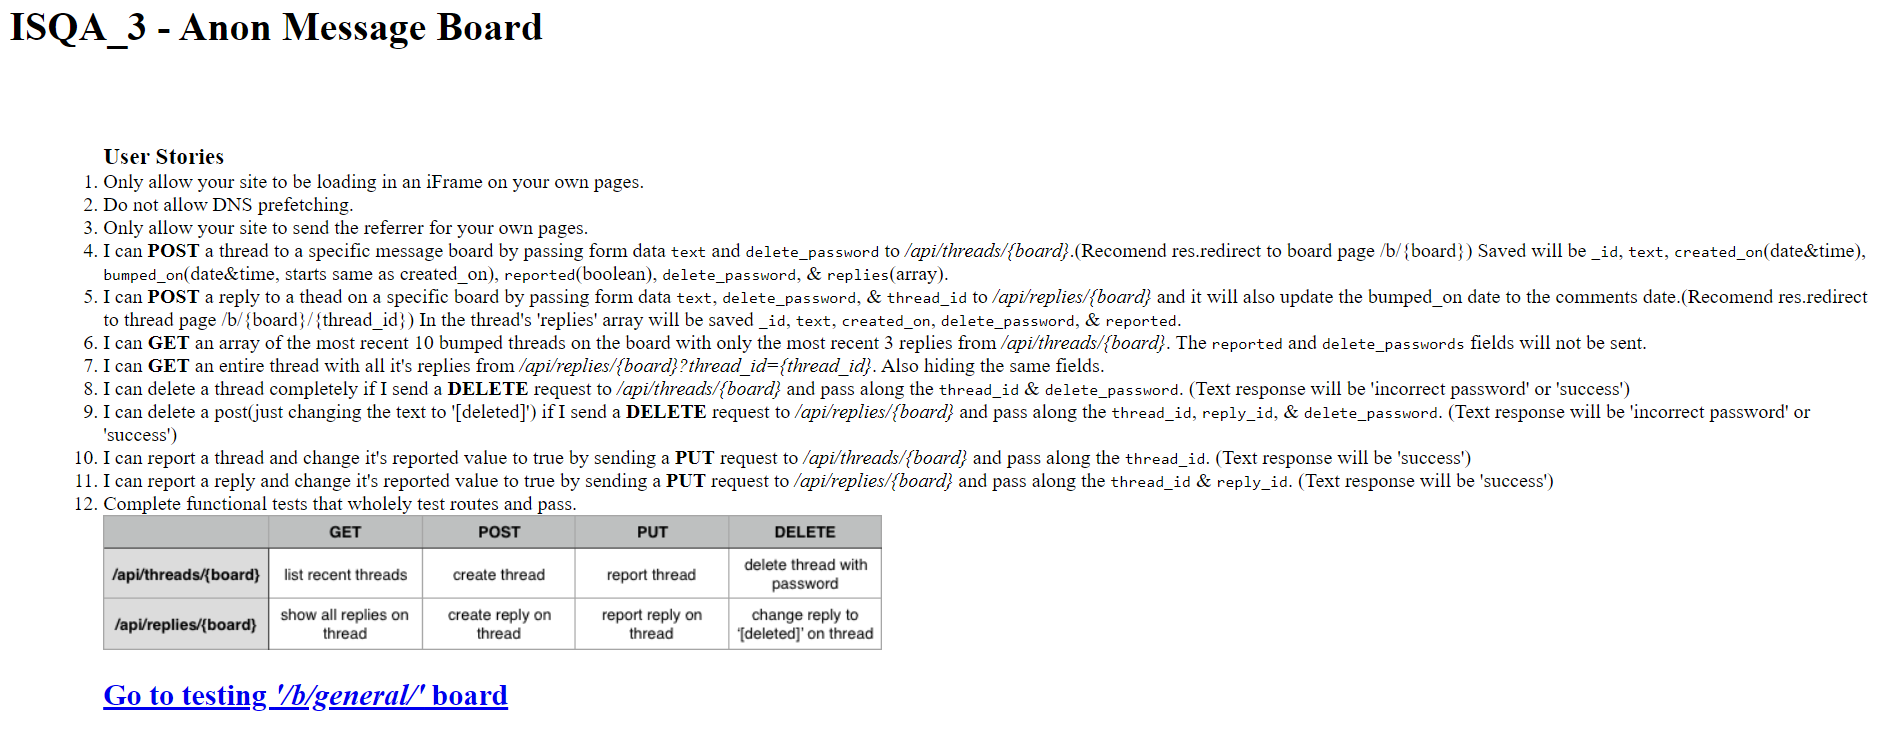 ISQA_3 - Anon Message Board
User Stories
1. Only allow your site to be loading in an iFrame on your own pages.
2. Do not allow DNS prefetching.
3. Only allow your site to send the referrer for your own pages.
4. I can POST a thread to a specific message board by passing form data text and delete_password to /api/threads/{board}.(Recomend res.redirect to board page /b/{board}) Saved will be _id, text, created_on(date&time),
bumped_on(date&time, starts same as created_on), reported(boolean), delete_password, & replies(array).
5. I can POST a reply to a thead on a specific board by passing form data text, delete_password, & thread_id to /api/replies/{board} and it will also update the bumped_on date to the comments date.(Recomend res.redirect
to thread page /b/{board}/{thread_id}) In the thread's 'replies' array will be saved _id, text, created_on, delete_password, & reported.
6. I can GET an array of the most recent 10 bumped threads on the board with only the most recent 3 replies from /api/threads/{board}. The reported and delete_passwords fields will not be sent.
7. I can GET an entire thread with all it's replies from /api/replies/{board}?thread_id={thread_id}. Also hiding the same fields.
8. I can delete a thread completely if I send a DELETE request to /api/threads/{board} and pass along the thread_id & delete_password. (Text response will be 'incorrect password' or 'success')
9. I can delete a post(just changing the text to '[deleted]') if I send a DELETE request to /api/replies/{board} and pass along the thread_id, reply_id, & delete_password. (Text response will be 'incorrect password' or
'success')
10. I can report a thread and change it's reported value to true by sending a PUT request to /api/threads/{board} and pass along the thread_id. (Text response will be 'success')
11. I can report a reply and change it's reported value to true by sending a PUT request to /api/replies/{board} and pass along the thread_id & reply_id. (Text response will be 'success')
12. Complete functional tests that wholely test routes and pass.
GET POST PUT DELETE
/api/threads/{board} list recent threads create thread report thread delete thread with
password
/api/replies/{board} show all replies on create reply on report reply on change reply to
thread thread thread '[deleted]' on thread
Go to testing '/b/general/' board